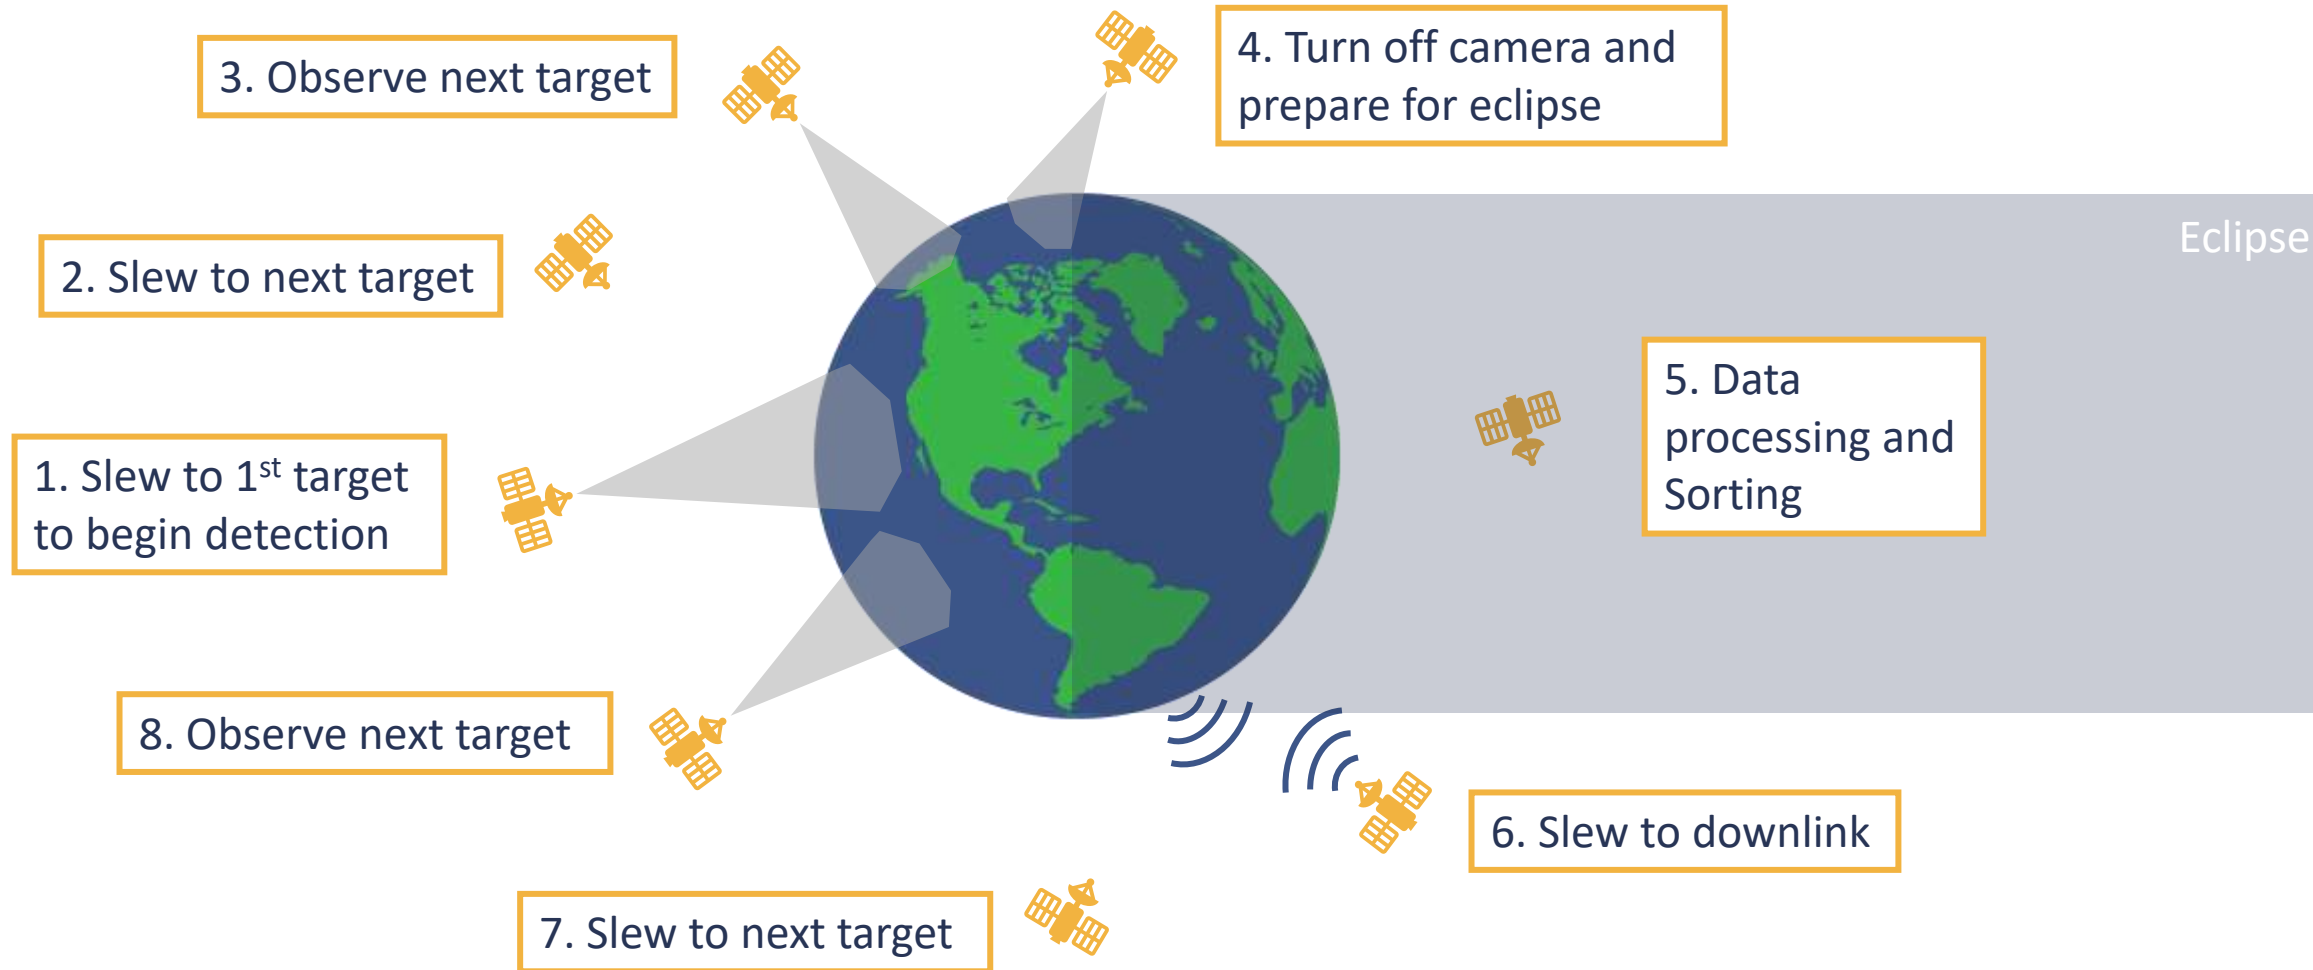 3. Observe next target
4. Turn off camera and
prepare for eclipse
Eclipse
2. Slew to next target
5. Data
processing and
Sorting
1. Slew to 1st target
to begin detection
8. Observe next target
6. Slew to downlink
7. Slew to next target